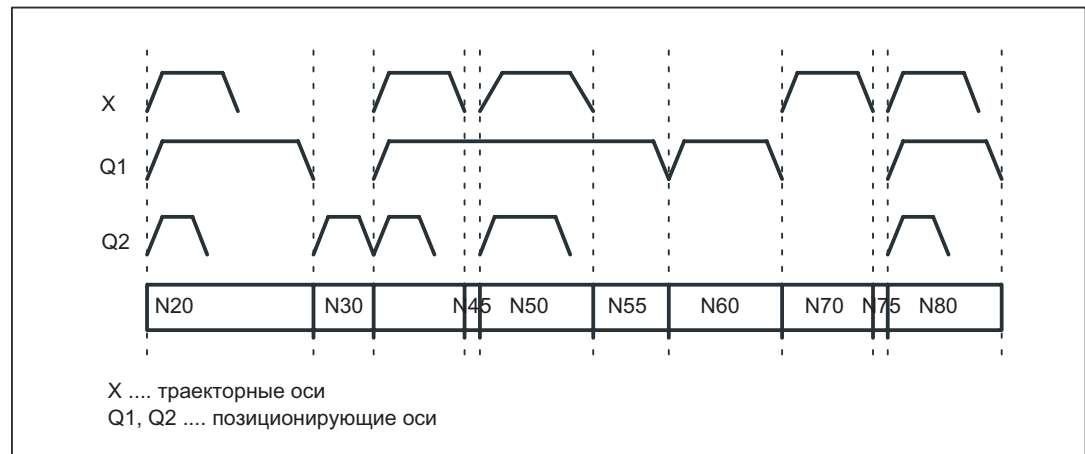 X
Q1
Q2
N20 N30 N45 N50 N55 N60 N70 N75 N80
X .... траекторные оси
Q1, Q2 .... позиционирующие оси